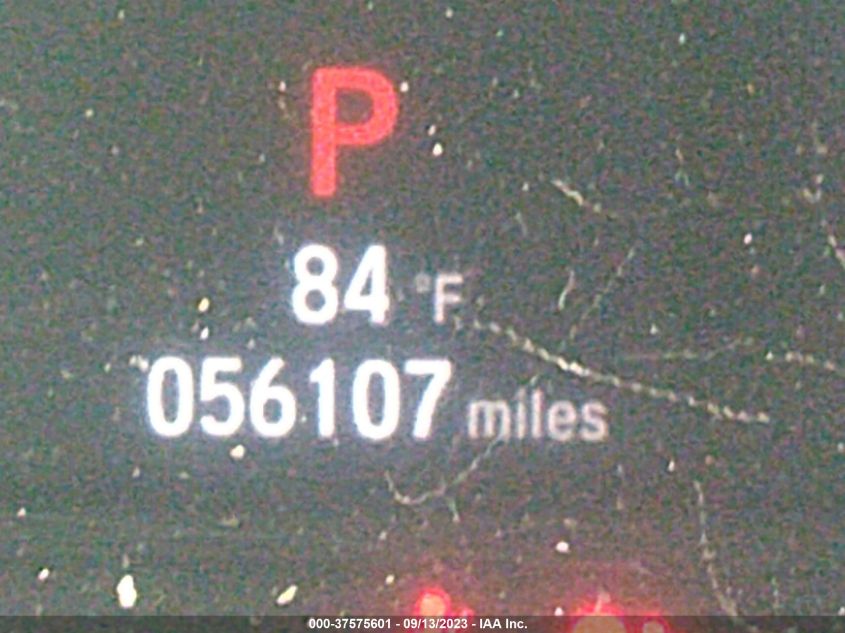 P
84 °F
056107 miles
000-37575601 - 09/13/2023 - IAA Inc.